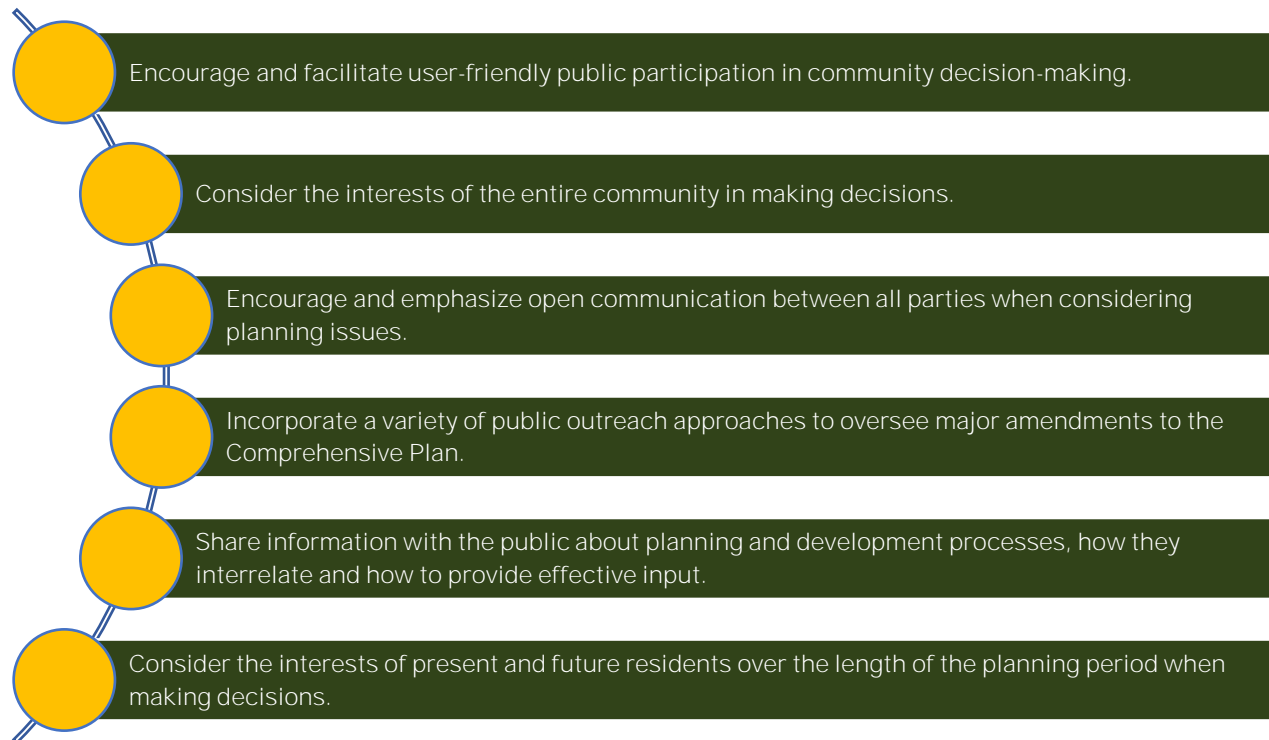 Encourage and facilitate user-friendly public participation in community decision-making.
Consider the interests of the entire community in making decisions.
Encourage and emphasize open communication between all parties when considering
planning issues.
Incorporate a variety of public outreach approaches to oversee major amendments to the
Comprehensive Plan.
Share information with the public about planning and development processes, how they
interrelate and how to provide effective input.
Consider the interests of present and future residents over the length of the planning period when
making decisions.